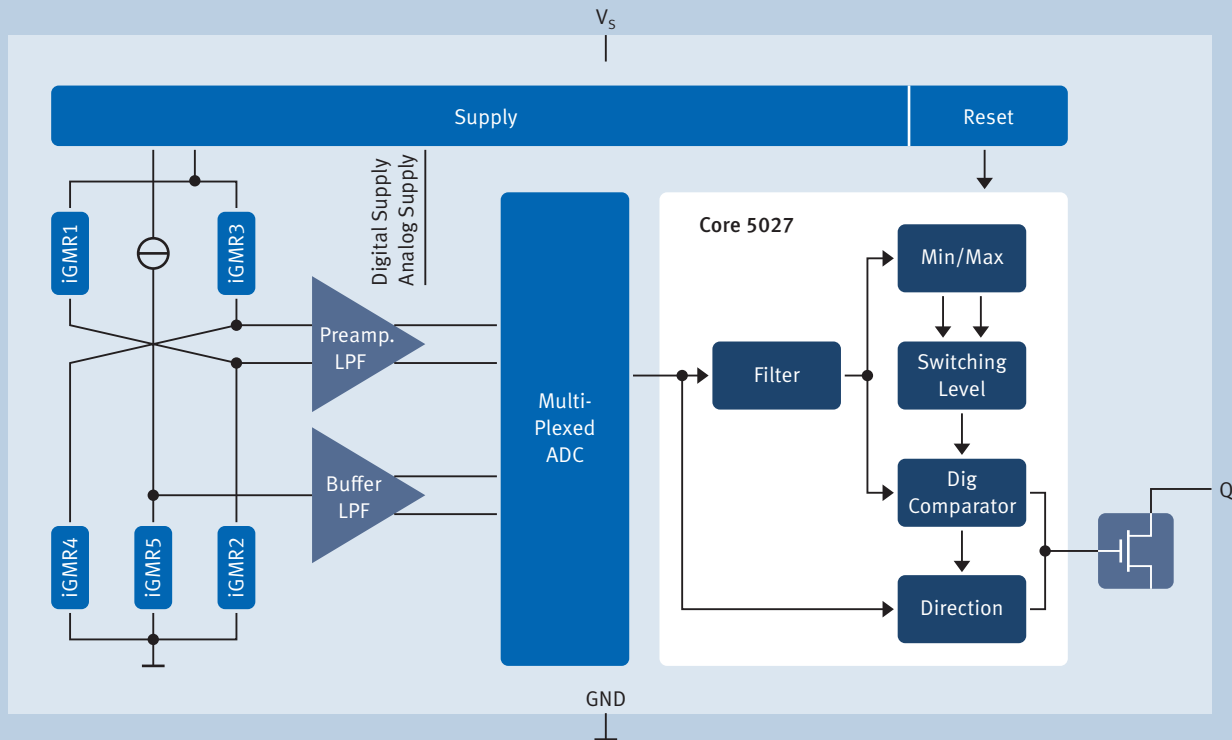 VS
Supply
Reset
Digital Supply
Analog Supply
iGMR1
iGMR3
Core 5027
Min/Max
Preamp.
LPF
Filter
Switching
Level
Multi-
Plexed
ADC
Buffer
LPF
Dig
Comparator
Q
iGMR4
iGMR5
iGMR2
Direction
GND